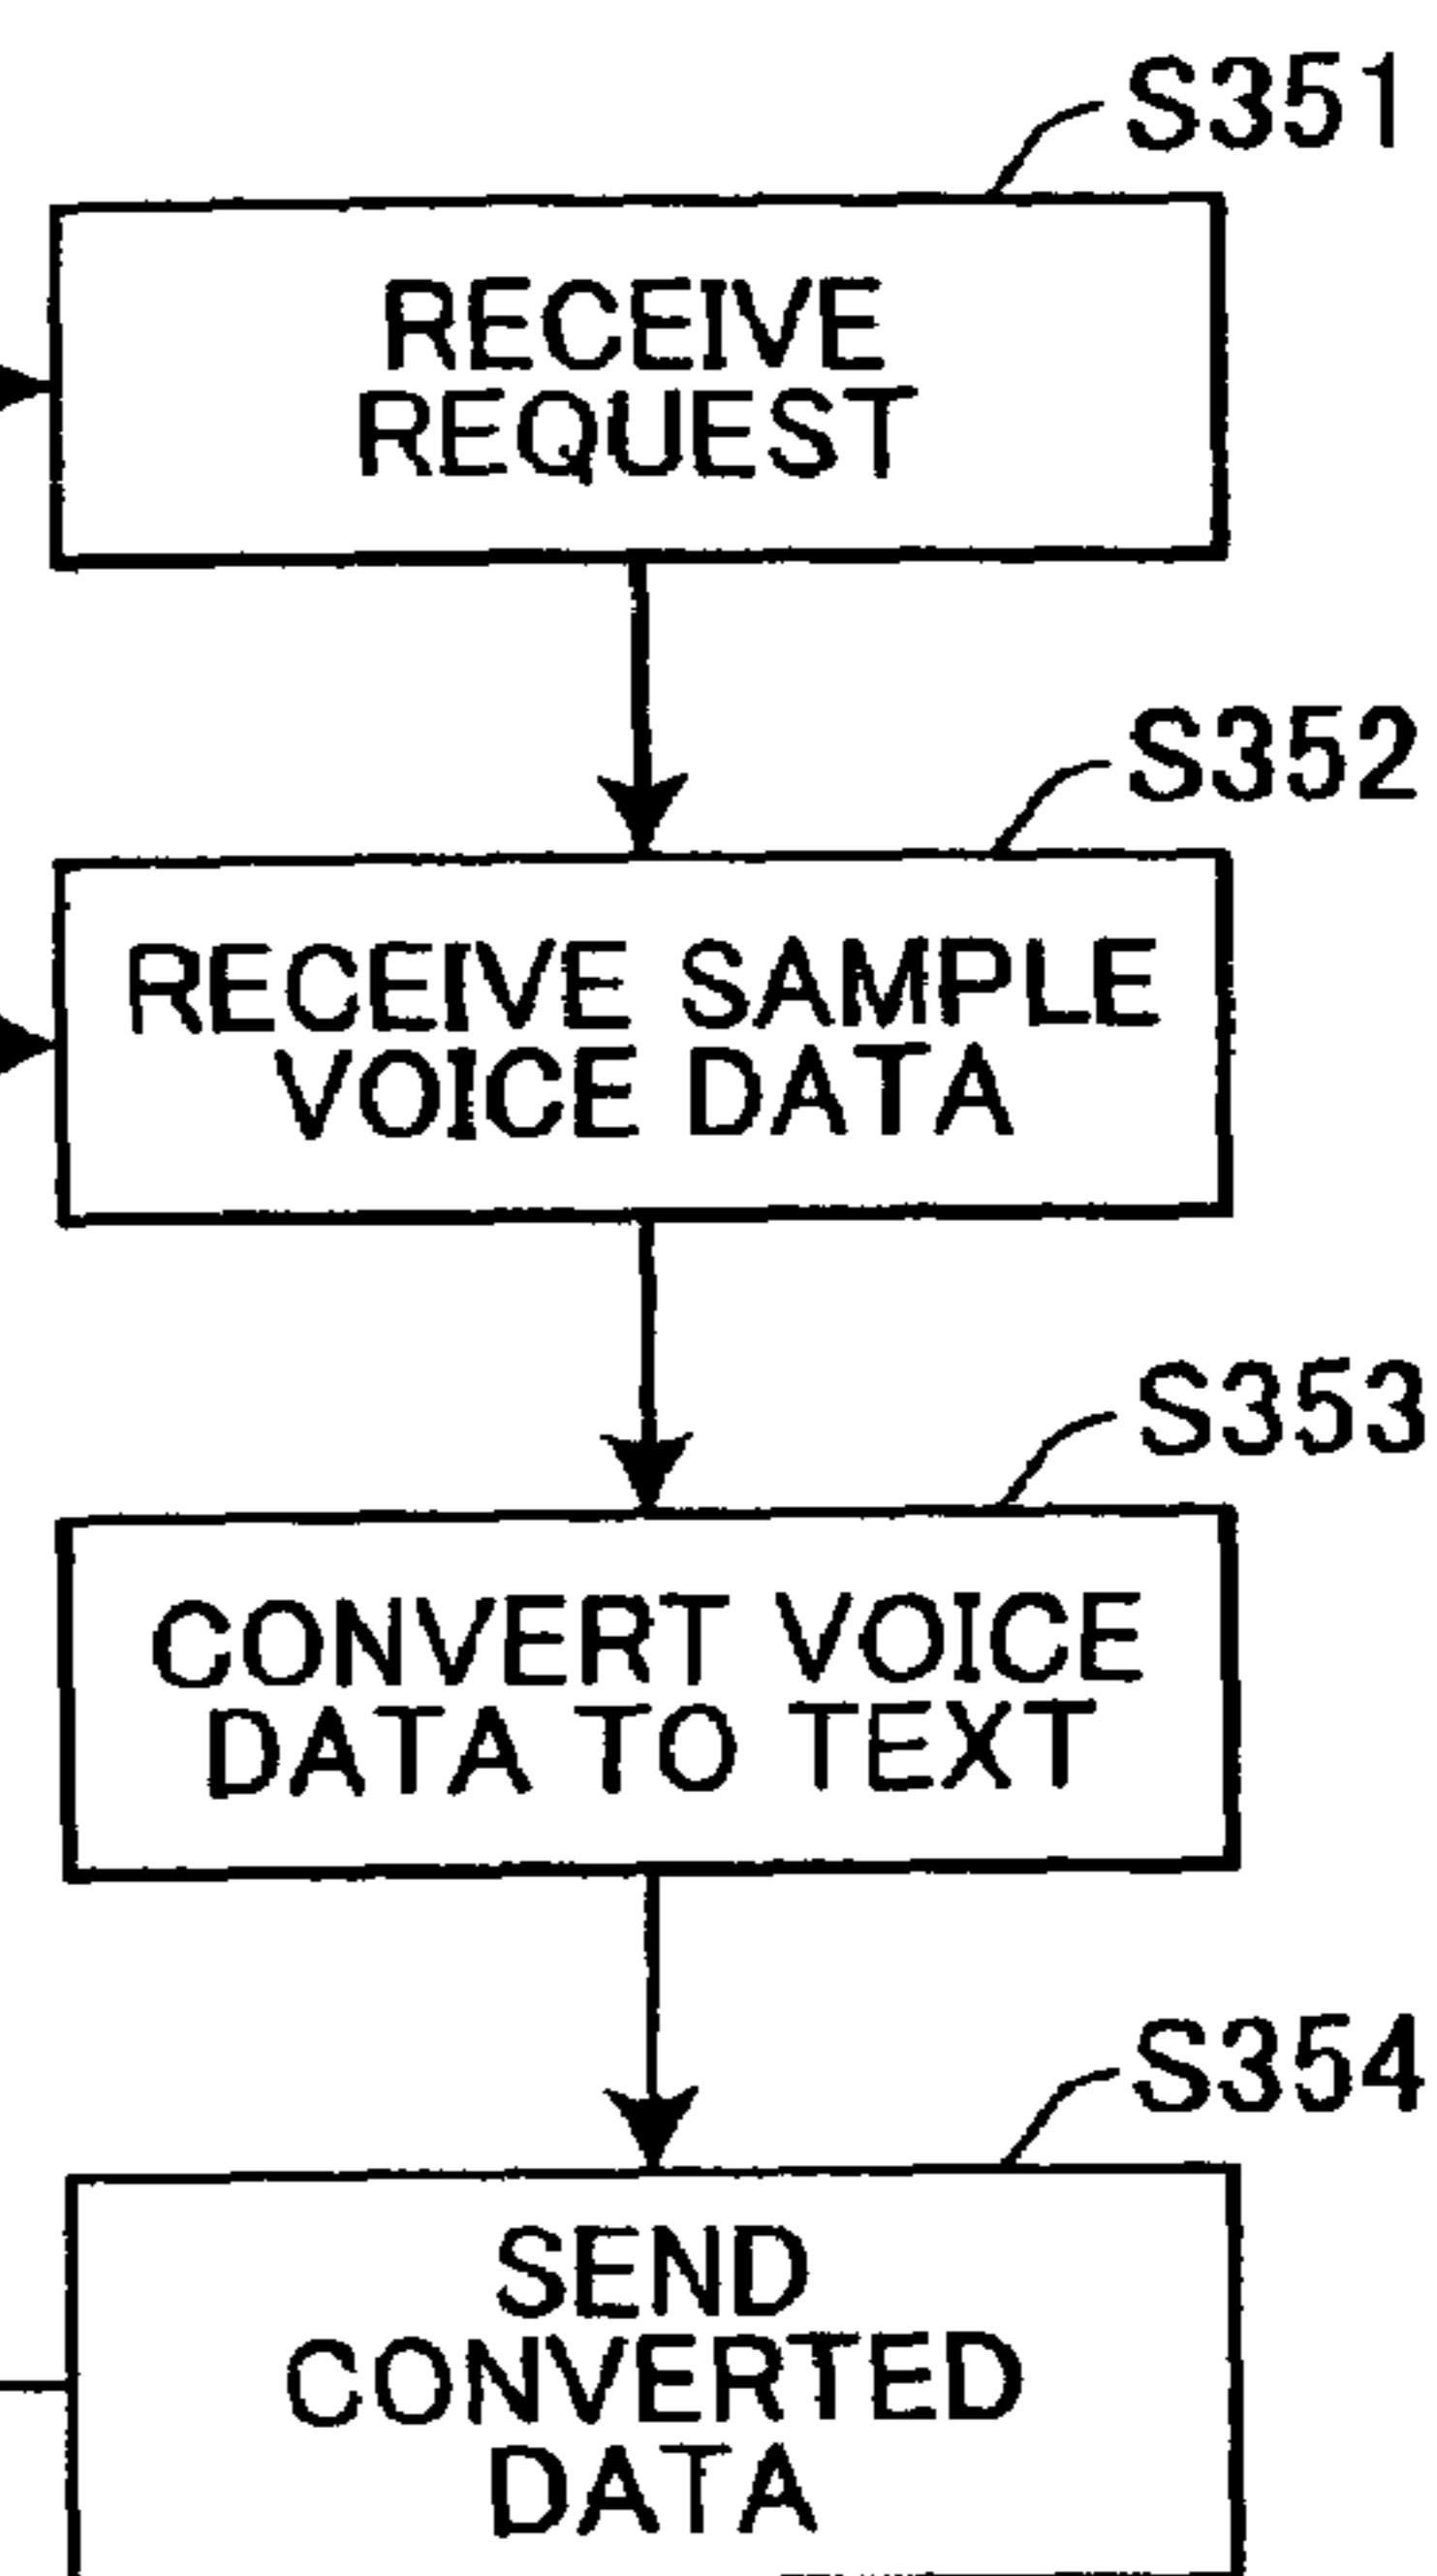 S351
RECEIVE
REQUEST
S352
RECEIVE SAMPLE
VOICE DATA
S353
CONVERT VOICE
DATA TO TEXT
S354
SEND
CONVERTED
DATA